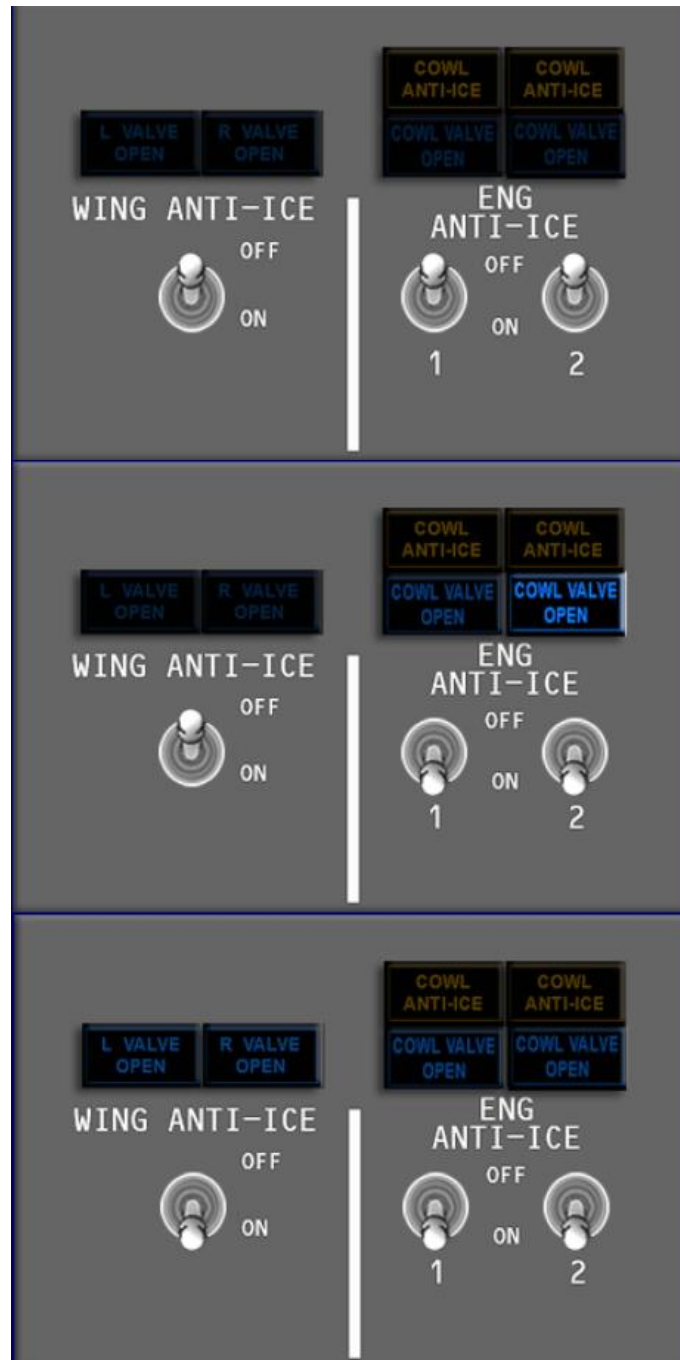 COWL ANTI-ICE COWL ANTI-ICE
L VALVE OPEN R VALVE OPEN COWL VALVE OPEN COWL VALVE OPEN
WING ANTI-ICE
ENG
ANTI-ICE
OFF
ON
OFF
ON
1 2
COWL ANTI-ICE COWL ANTI-ICE
L VALVE OPEN R VALVE OPEN COWL VALVE OPEN COWL VALVE OPEN
WING ANTI-ICE
ENG
ANTI-ICE
OFF
ON
OFF
ON
1 2
COWL ANTI-ICE COWL ANTI-ICE
L VALVE OPEN R VALVE OPEN COWL VALVE OPEN COWL VALVE OPEN
WING ANTI-ICE
ENG
ANTI-ICE
OFF
ON
OFF
ON
1 2